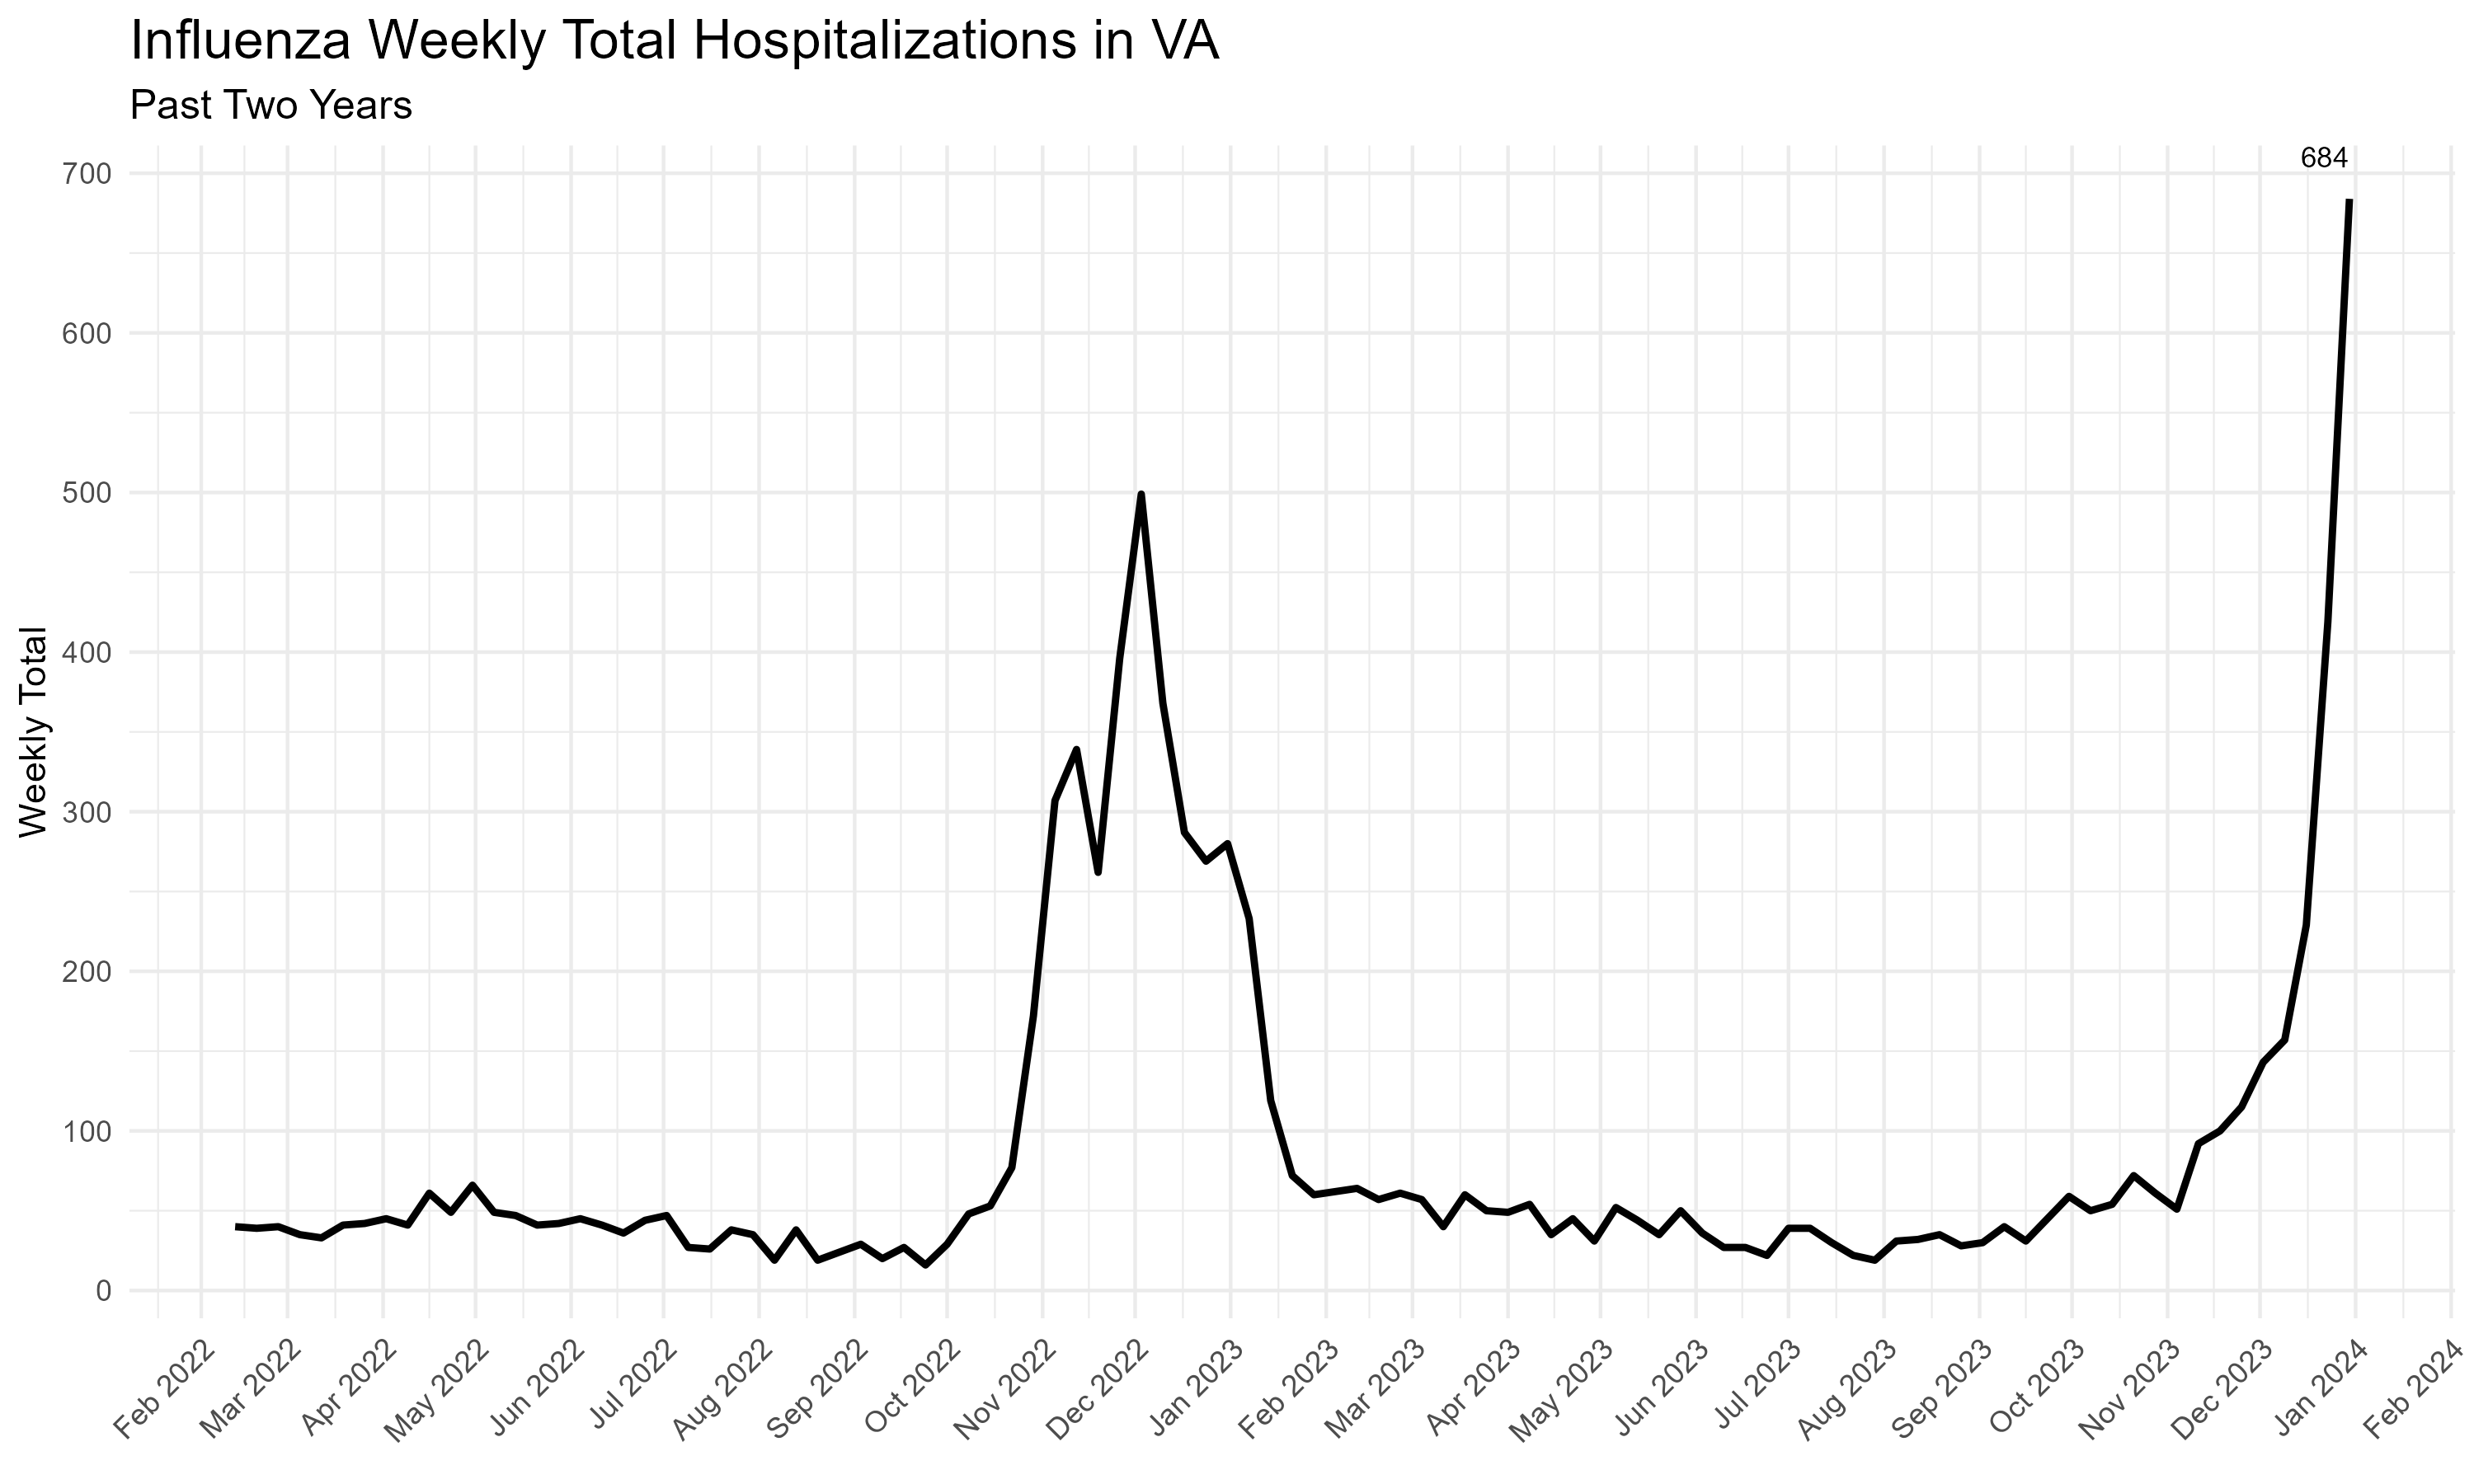 Influenza Weekly Total Hospitalizations in VA
Past Two Years
684
700
600
500
400
300
200
100
0
Weekly Total
Feb 2022
Mar 2022
Apr 2022
May 2022
Jun 2022
Jul 2022
Aug 2022
Sep 2022
Oct 2022
Nov 2022
Dec 2022
Jan 2023
Feb 2023
Mar 2023
Apr 2023
May 2023
Jun 2023
Jul 2023
Aug 2023
Sep 2023
Oct 2023
Nov 2023
Dec 2023
Jan 2024
Feb 2024